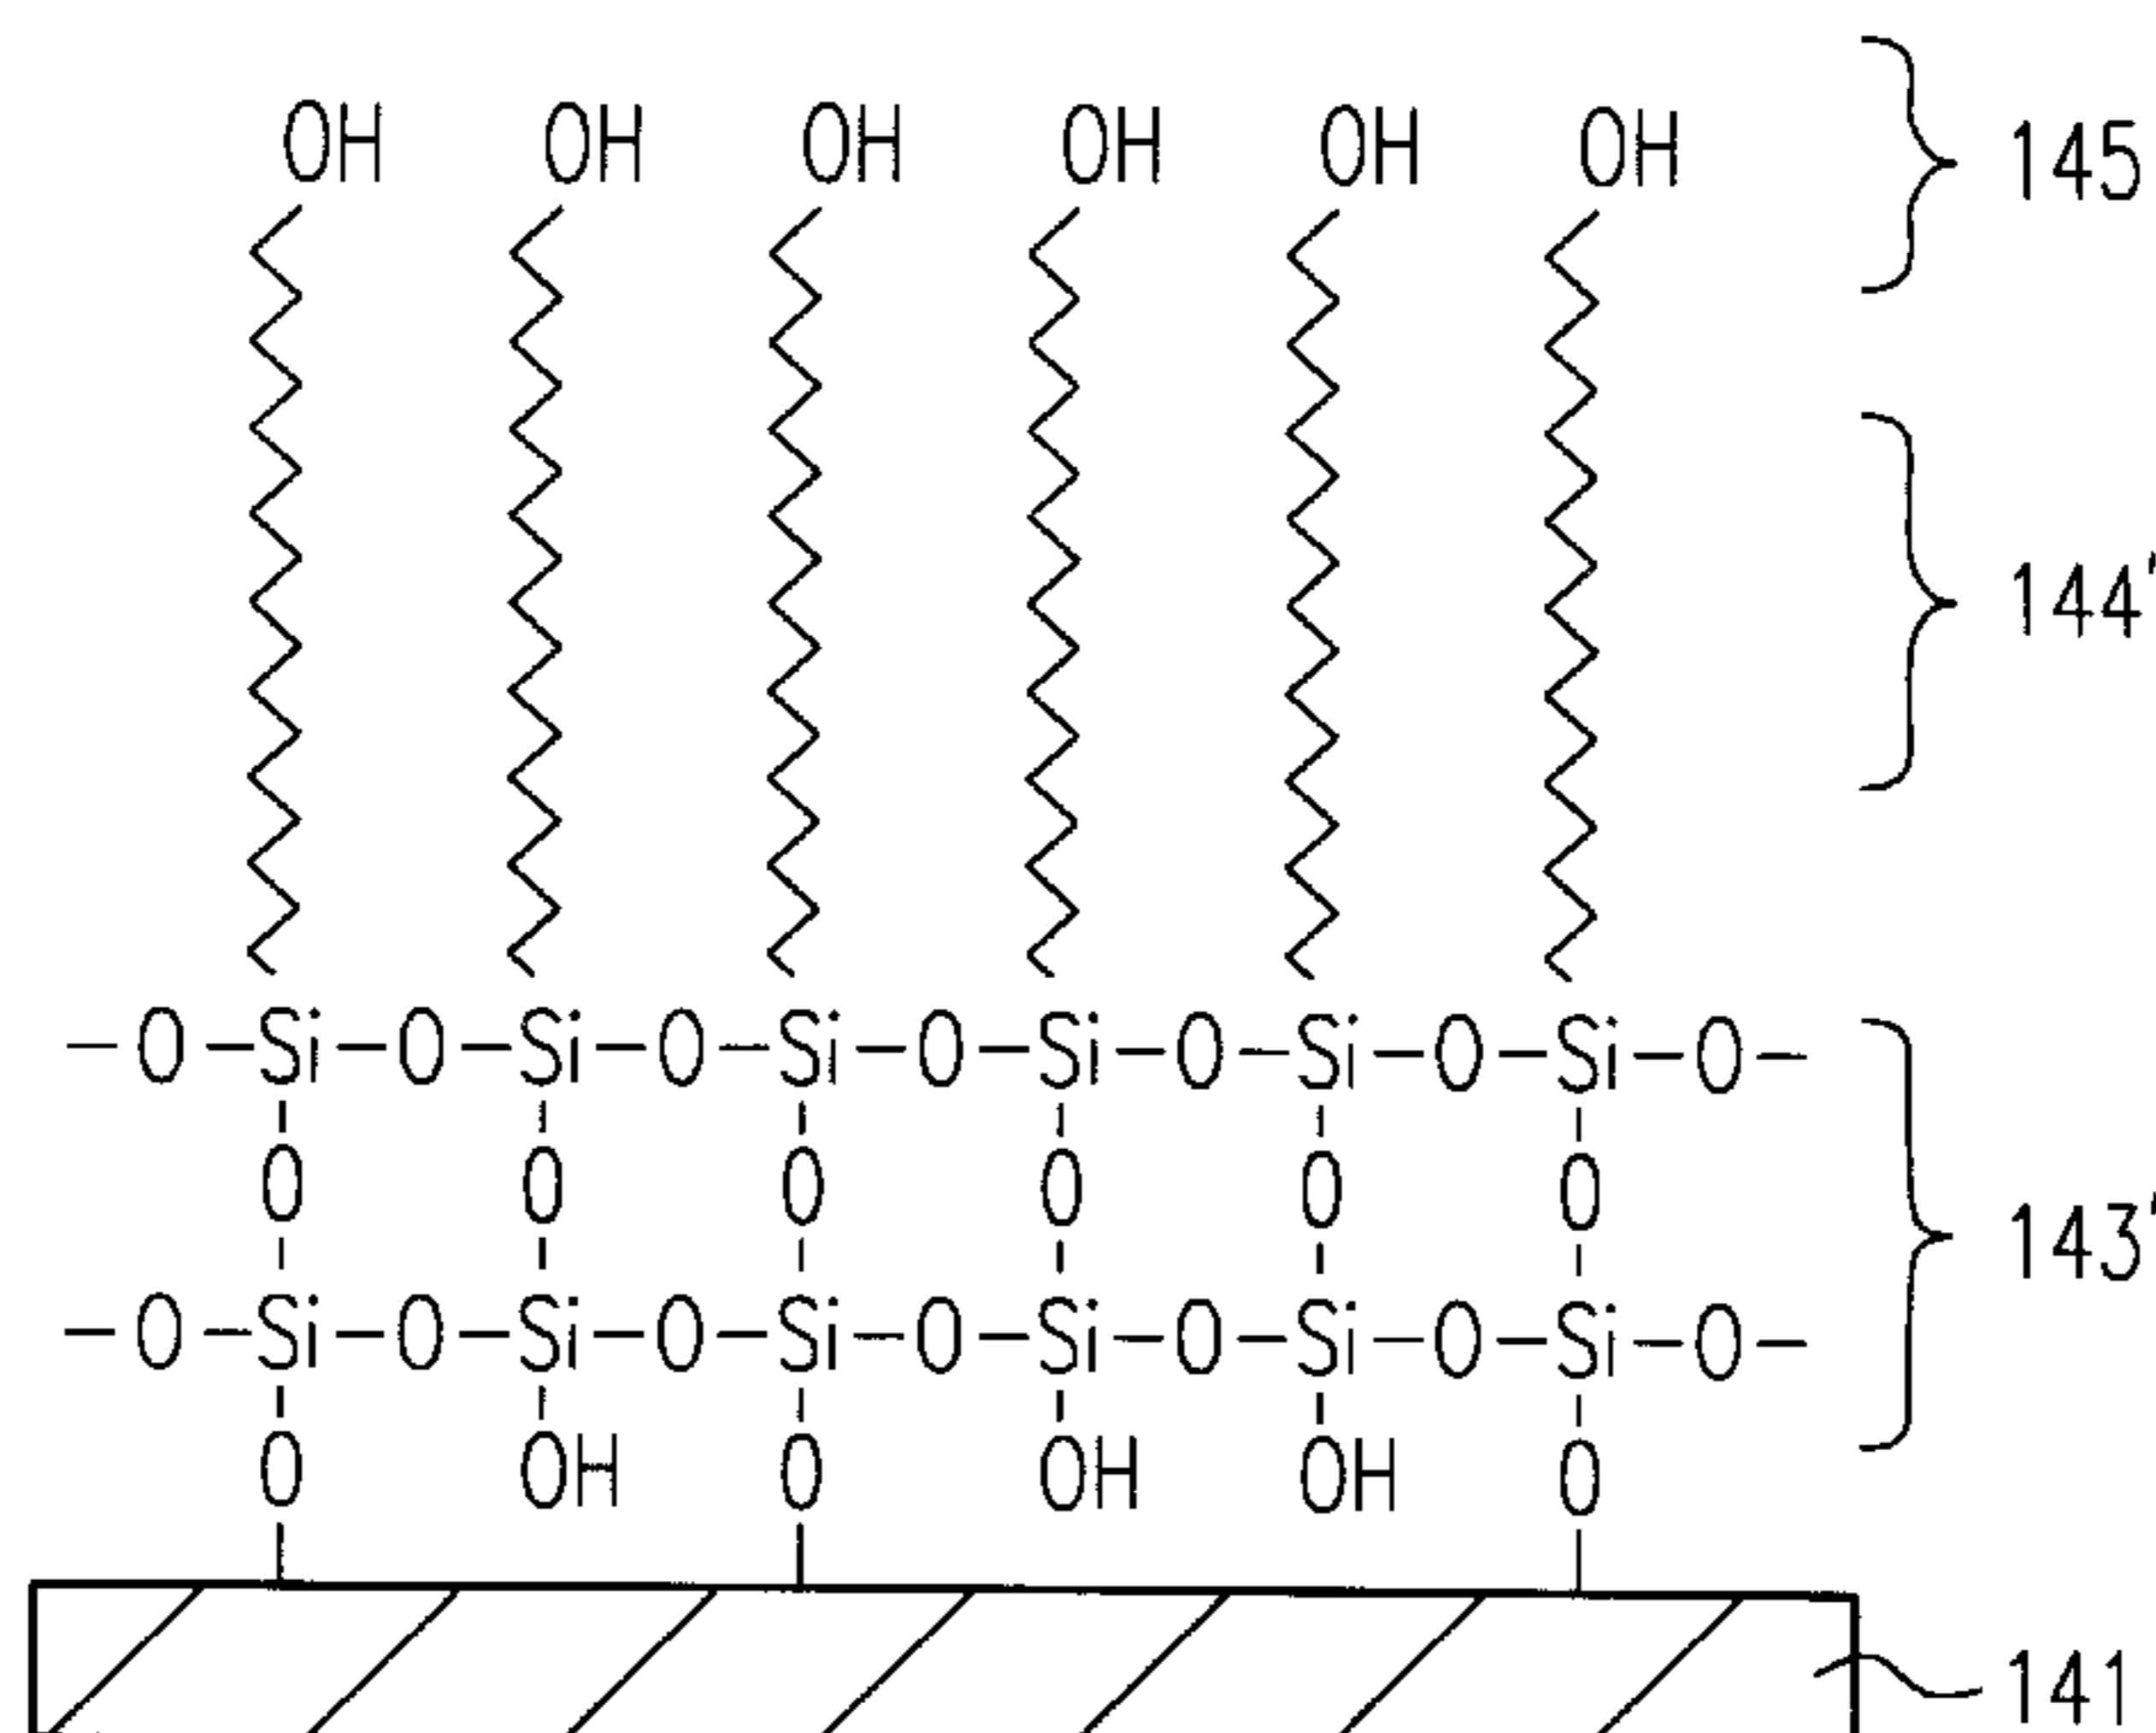 OH OH OH OH OH OH
145
144'
—O—Si—O—Si—O—Si—O—Si—O—Si—O—Si—O—
O O O O O O
143'
—O—Si—O—Si—O—Si—O—Si—O—Si—O—Si—O—
O OH O OH OH O
141